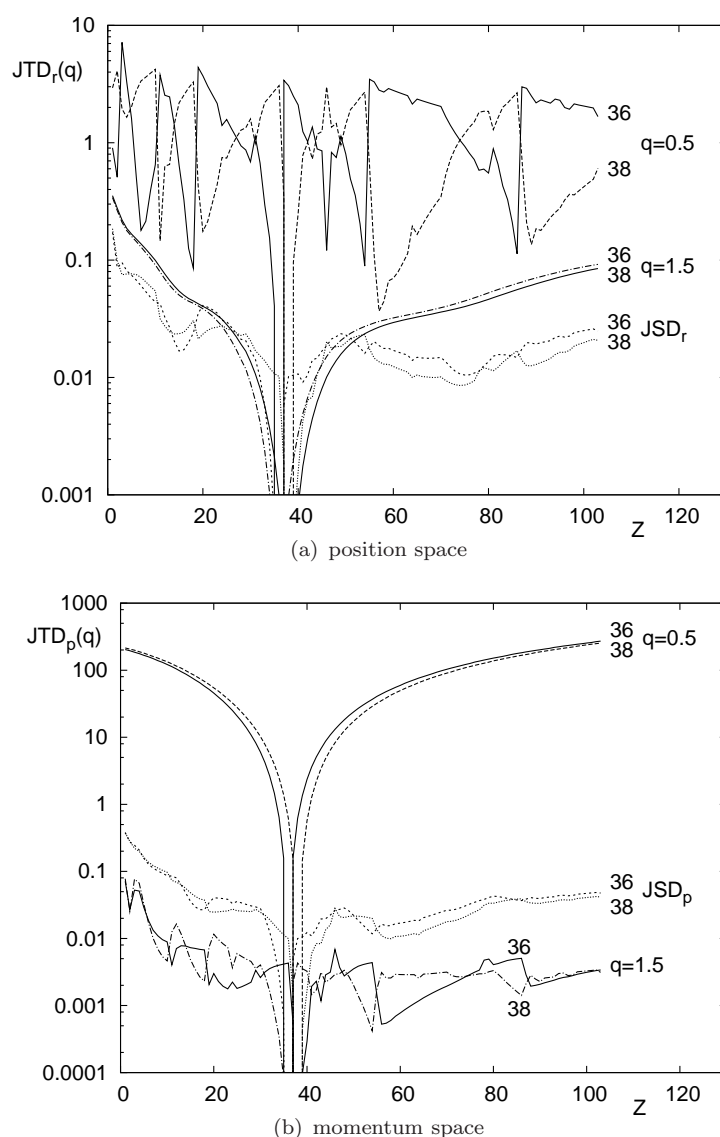 10
JTD_r(q)
1
0.1
0.01
0.001
36
q=0.5
38
36
q=1.5
38
36
JSD_r
38
0 20 40 60 80 100 120
Z
(a) position space
1000
JTD_p(q)
100
10
1
0.1
0.01
0.001
0.0001
36
q=0.5
38
36
JSD_p
38
36
q=1.5
38
0 20 40 60 80 100 120
Z
(b) momentum space